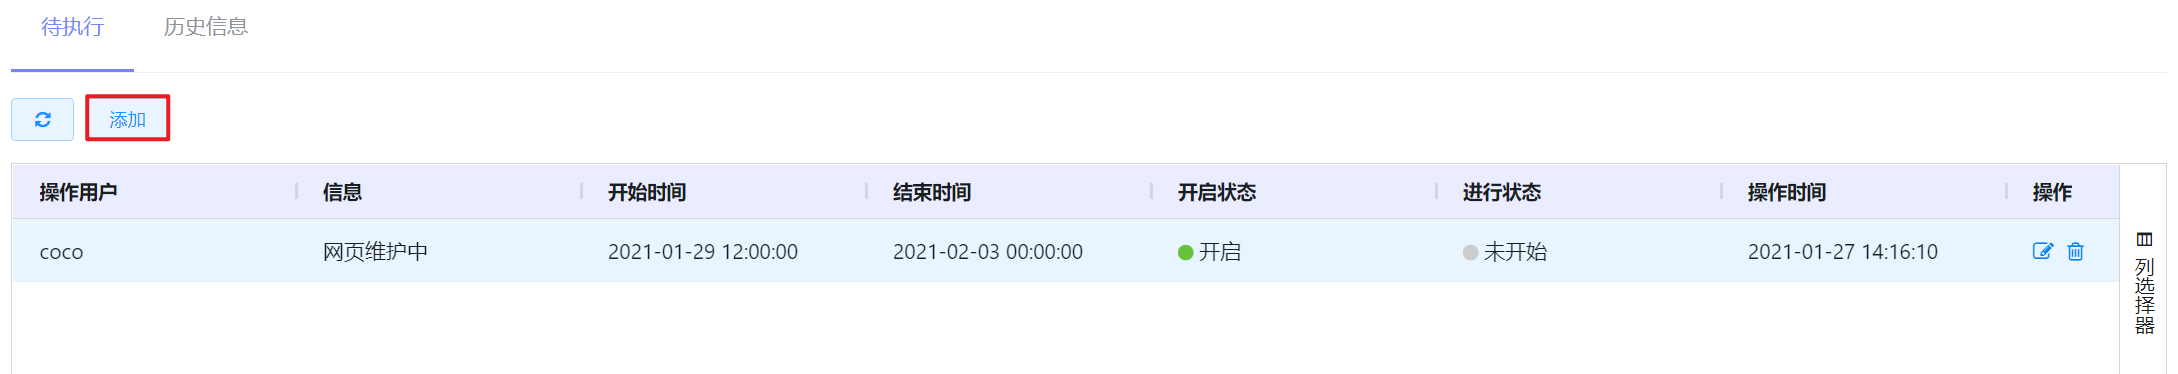 待执行 历史信息
添加
操作用户 信息 开始时间 结束时间 开启状态 进行状态 操作时间 操作
coco 网页维护中 2021-01-29 12:00:00 2021-02-03 00:00:00 开启 未开始 2021-01-27 14:16:10
列选择器